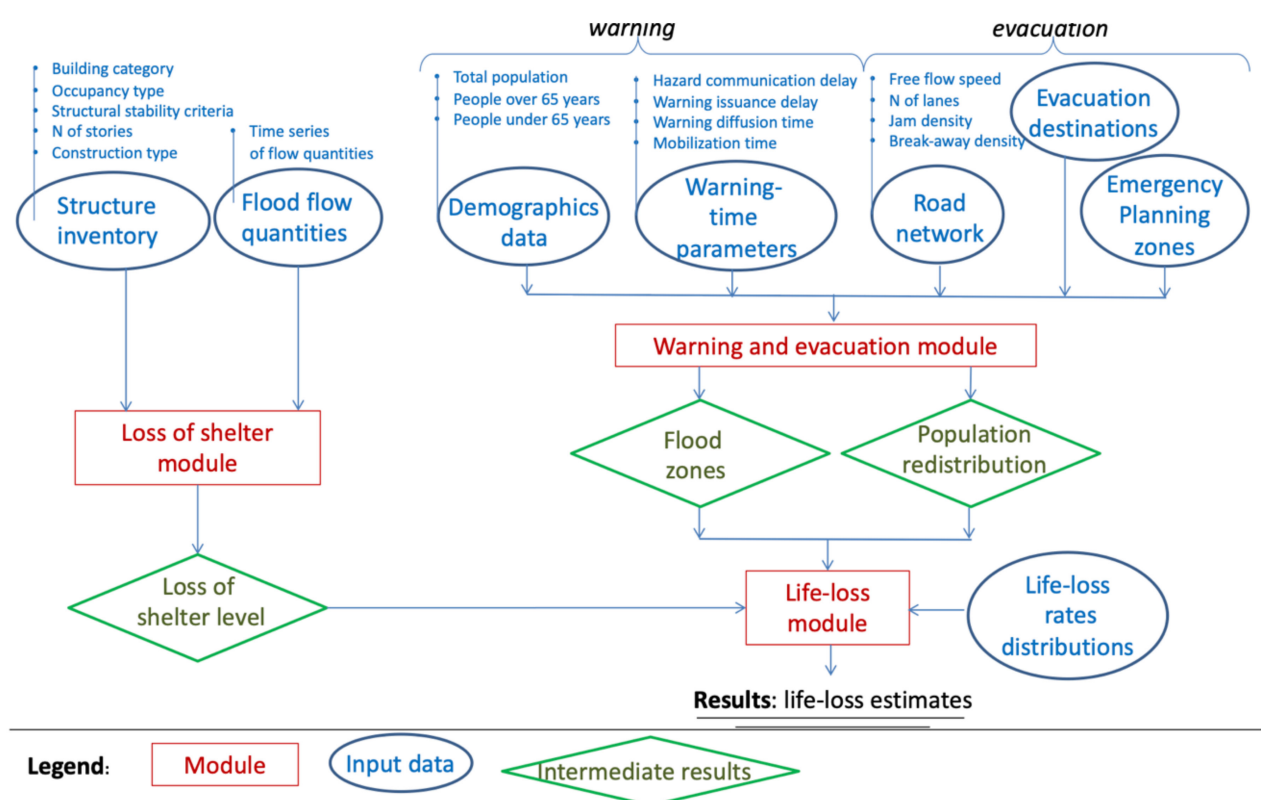 warning
evacuation
Building category
Occupancy type
Structural stability criteria
N of stories
Construction type
Time series
of flow quantities
Total population
People over 65 years
People under 65 years
Hazard communication delay
Warning issuance delay
Warning diffusion time
Mobilization time
Free flow speed
N of lanes
Jam density
Break-away density
Evacuation
destinations
Structure
inventory
Flood flow
quantities
Demographics
data
Warning-
time
parameters
Road
network
Emergency
Planning
zones
Warning and evacuation module
Loss of shelter
module
Flood
zones
Population
redistribution
Loss of
shelter level
Life-loss
module
Life-loss
rates
distributions
Results: life-loss estimates
Legend:
Module
Input data
Intermediate results